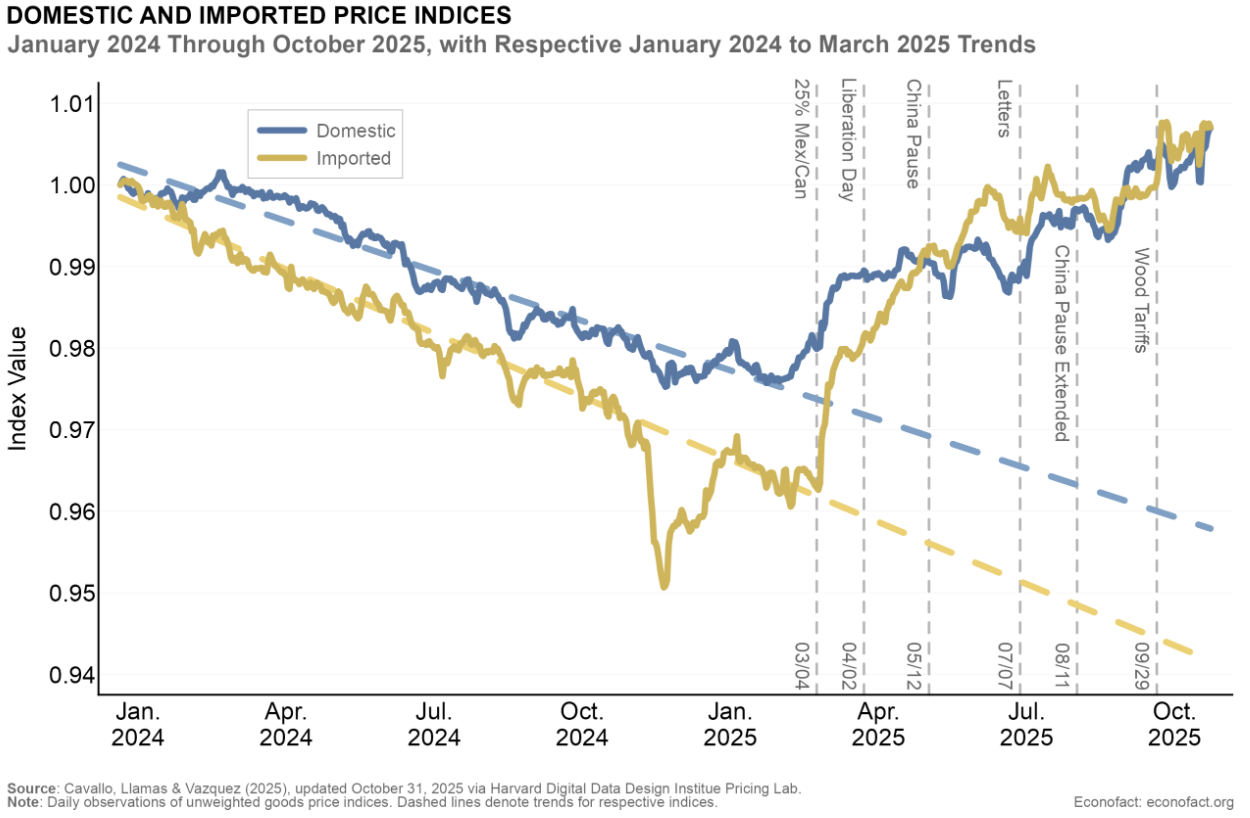 DOMESTIC AND IMPORTED PRICE INDICES
January 2024 Through October 2025, with Respective January 2024 to March 2025 Trends
Index Value
1.01
1.00
0.99
0.98
0.97
0.96
0.95
0.94
Domestic
Imported
25% Mex/Can
Liberation Day
China Pause
Letters
China Pause Extended
Wood Tariffs
03/04
04/02
05/12
07/07
08/11
09/29
Jan.
2024
Apr.
2024
Jul.
2024
Oct.
2024
Jan.
2025
Apr.
2025
Jul.
2025
Oct.
2025
Source: Cavallo, Llamas & Vazquez (2025), updated October 31, 2025 via Harvard Digital Data Design Institue Pricing Lab.
Note: Daily observations of unweighted goods price indices. Dashed lines denote trends for respective indices.
Econofact: econofact.org